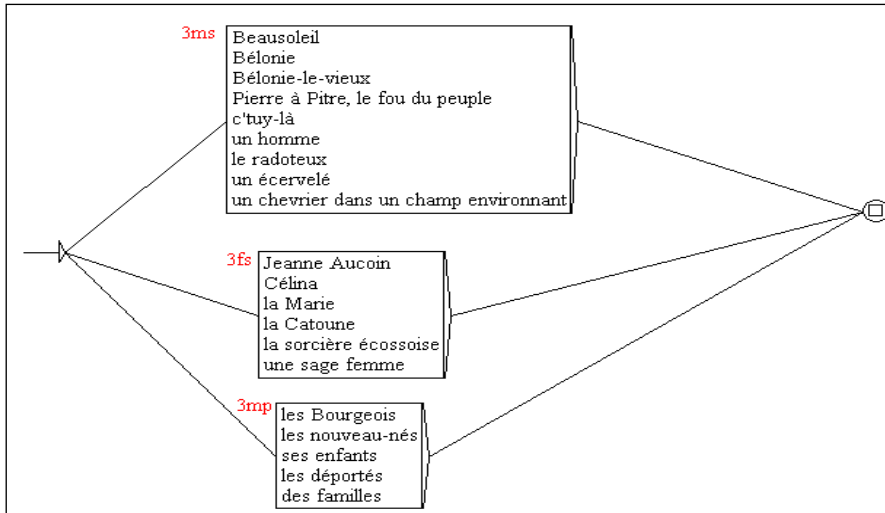 3ms
Beausoleil
Bélonie
Bélonie-le-vieux
Pierre à Pitre, le fou du peuple
c'tuy-là
un homme
le radoteux
un écervelé
un chevrier dans un champ environnant
3fs
Jeanne Aucoin
Célina
la Marie
la Catoune
la sorcière écossoise
une sage femme
3mp
les Bourgeois
les nouveau-nés
ses enfants
les déportés
des familles